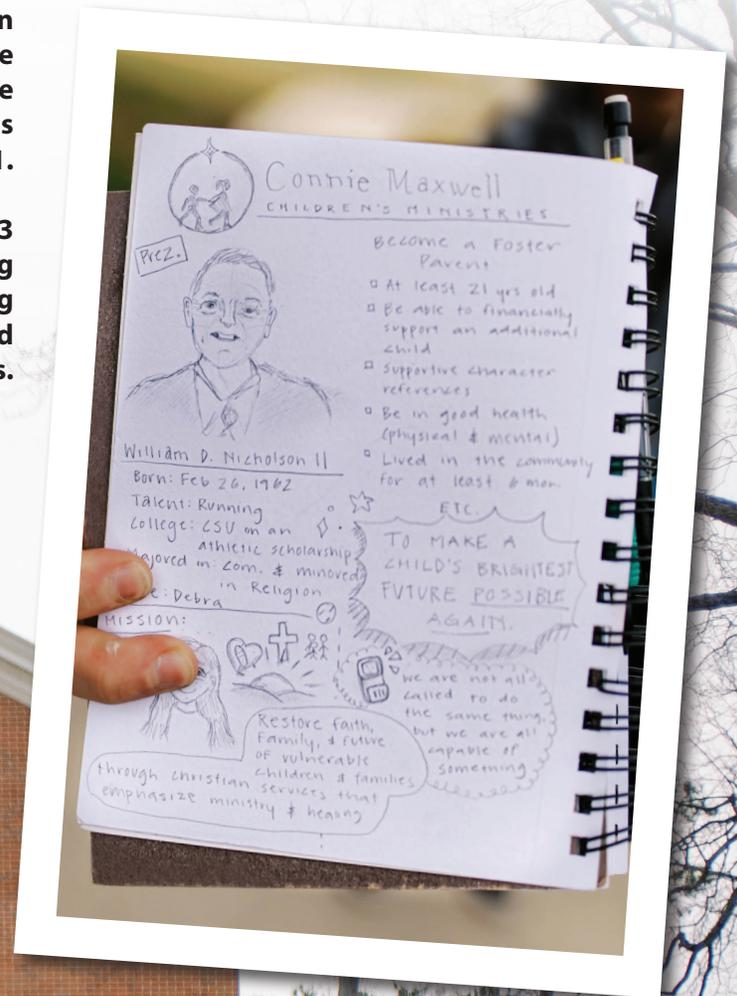 n
e
e
s
l.
3
g
g
d
s.
Connie Maxwell
CHILDREN'S MINISTRIES
Prez.
William D. Nicholson II
Born: Feb 26, 1962
Talent: Running
College: CSU on an
athletic scholarship
Majored in: Com. & minored
in Religion
e: Debra
MISSION:
Restore faith,
family, & future
of vulnerable
children & families
through christian services that
emphasize ministry & healing
Become a Foster
Parent
At least 21 yrs old
Be able to financially
support an additional
child
Supportive character
references
Be in good health
(physical & mental)
Lived in the community
for at least 6 mon.
ETC.
TO MAKE A
CHILD'S BRIGHTEST
FUTURE POSSIBLE
AGAIN.
we are not all
called to do
the same thing,
but we are all
capable of
something